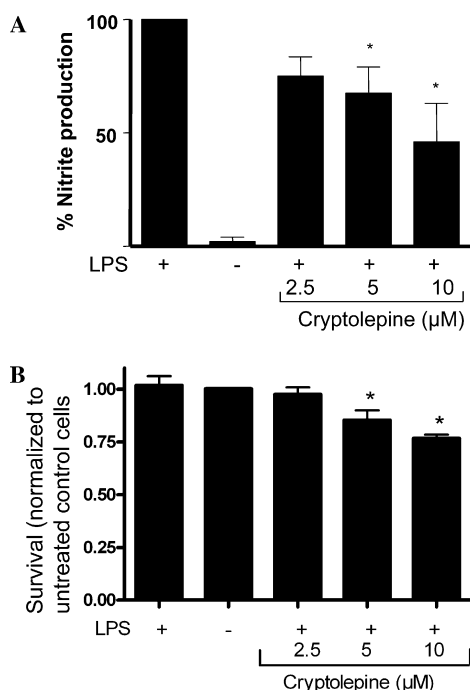 A
% Nitrite production
100
50
*
*
LPS + - + + +
2.5 5 10
Cryptolepine (µM)
B
Survival (normalized to
untreated control cells
1.00
0.75
0.50
0.25
0.00
*
*
LPS + - + + +
2.5 5 10
Cryptolepine (µM)